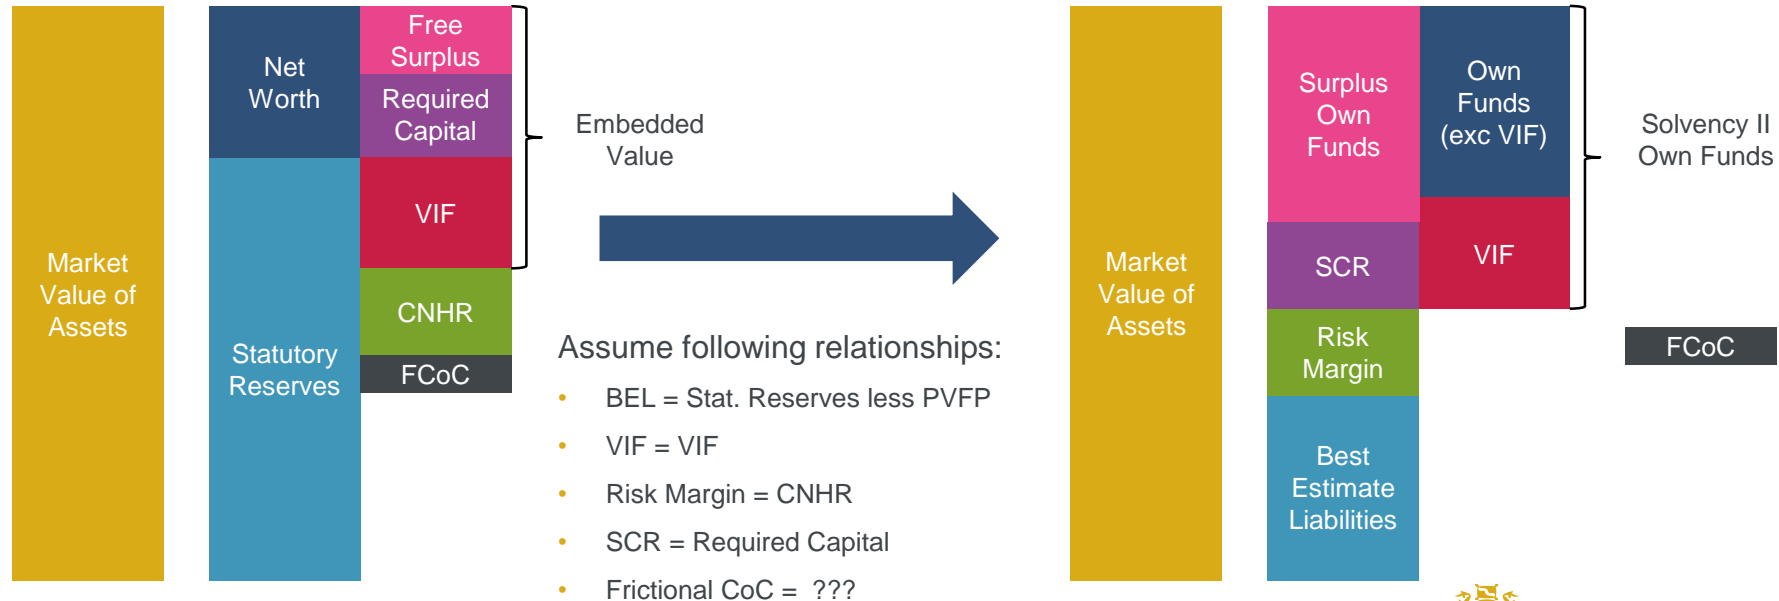 Market
Value of
Assets
Net
Worth
Statutory
Reserves
Free
Surplus
Required
Capital
VIF
CNHR
FCoC
Embedded
Value
Assume following relationships:
• BEL = Stat. Reserves less PVFP
• VIF = VIF
• Risk Margin = CNHR
• SCR = Required Capital
• Frictional CoC = ???
Market
Value of
Assets
Surplus
Own
Funds
SCR
Risk
Margin
Best
Estimate
Liabilities
Own
Funds
(exc VIF)
VIF
Solvency II
Own Funds
FCoC